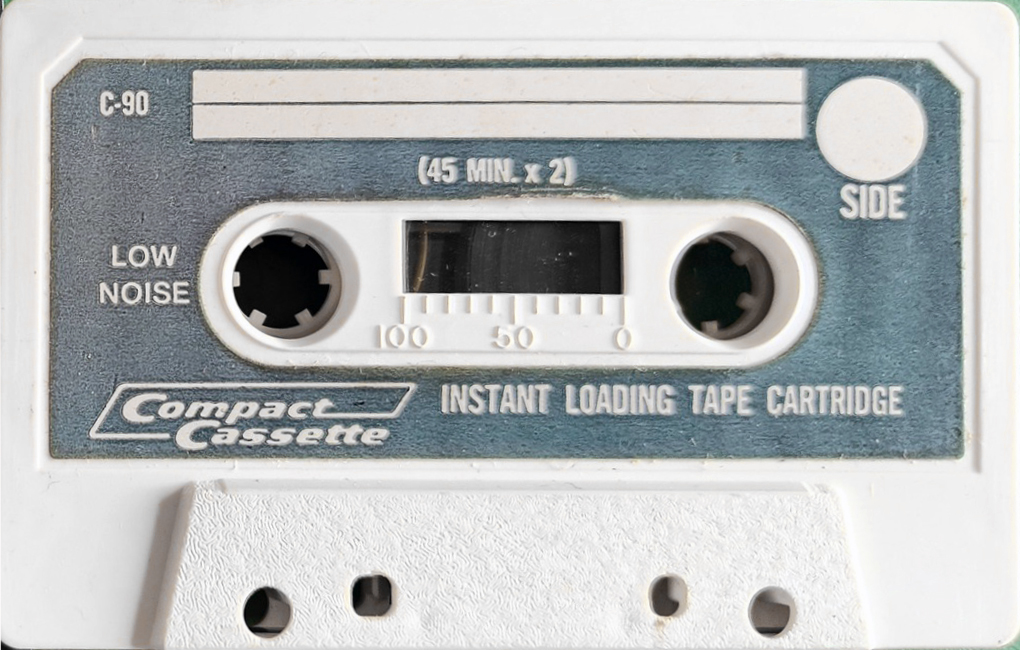 C-90
(45 MIN. x 2)
SIDE
LOW
NOISE
100 50 0
Compact
Cassette
INSTANT LOADING TAPE CARTRIDGE